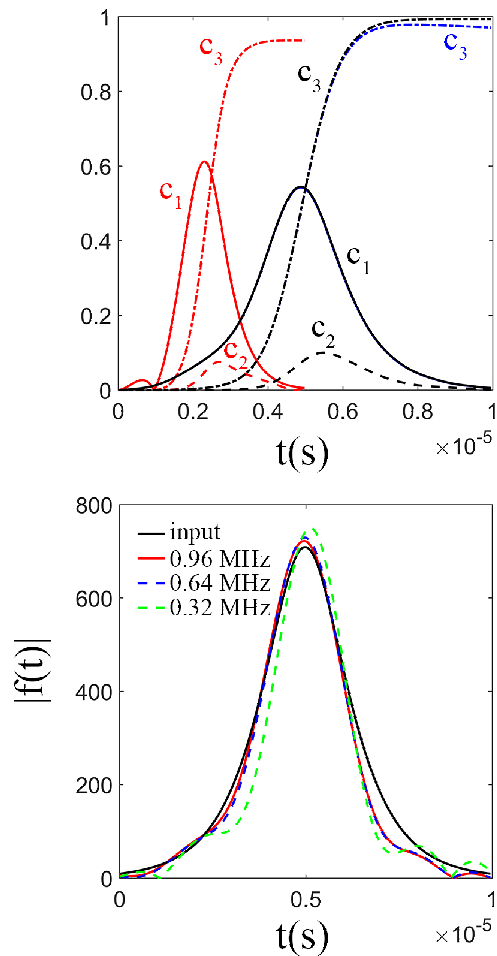 1
0.8
0.6
0.4
0.2
0
c3
c3
c3
c1
c1
c2
c2
0 0.2 0.4 0.6 0.8 1
×10-5
t(s)
800
600
400
200
0
|f(t)|
input
0.96 MHz
0.64 MHz
0.32 MHz
0 0.5 1
×10-5
t(s)